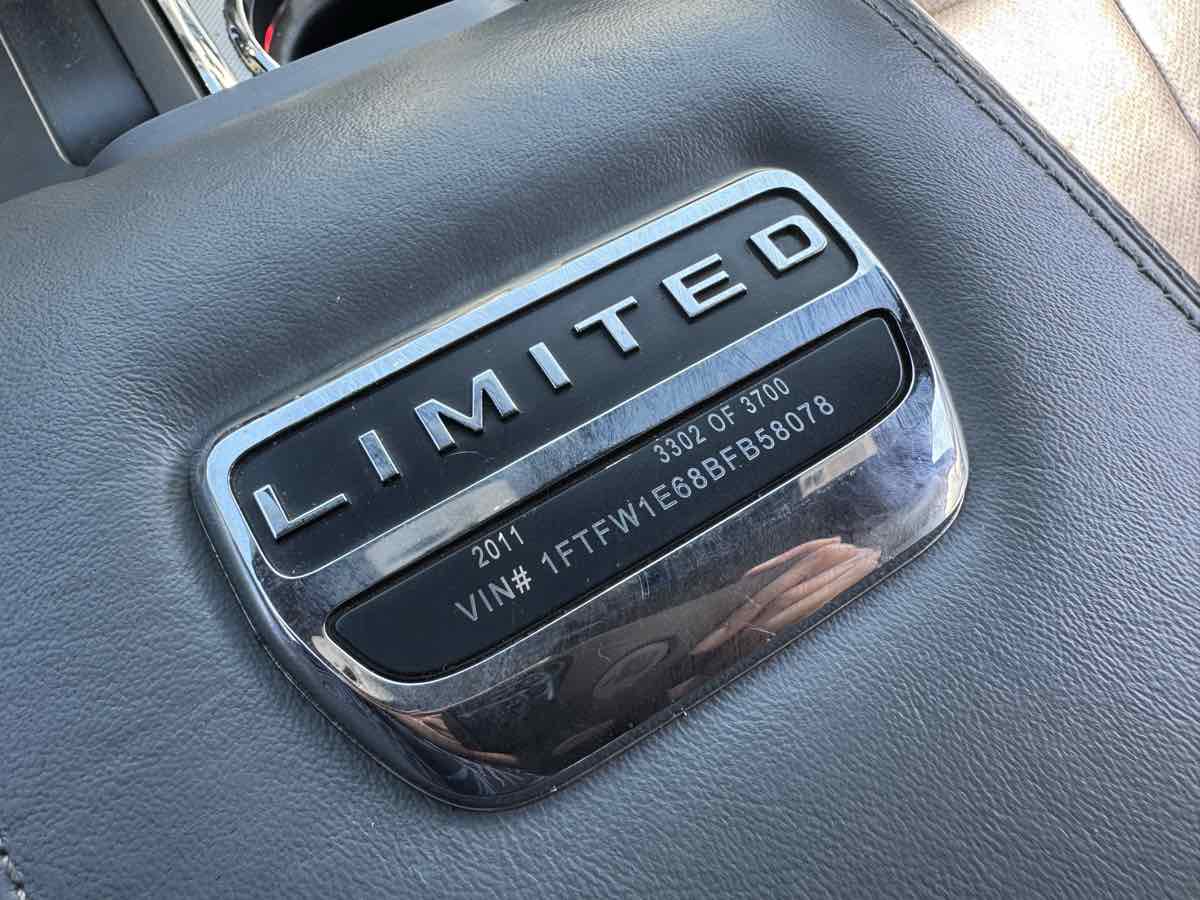 LIMITED
2011 3302 OF 3700
VIN# 1FTFW1E68BFB58078